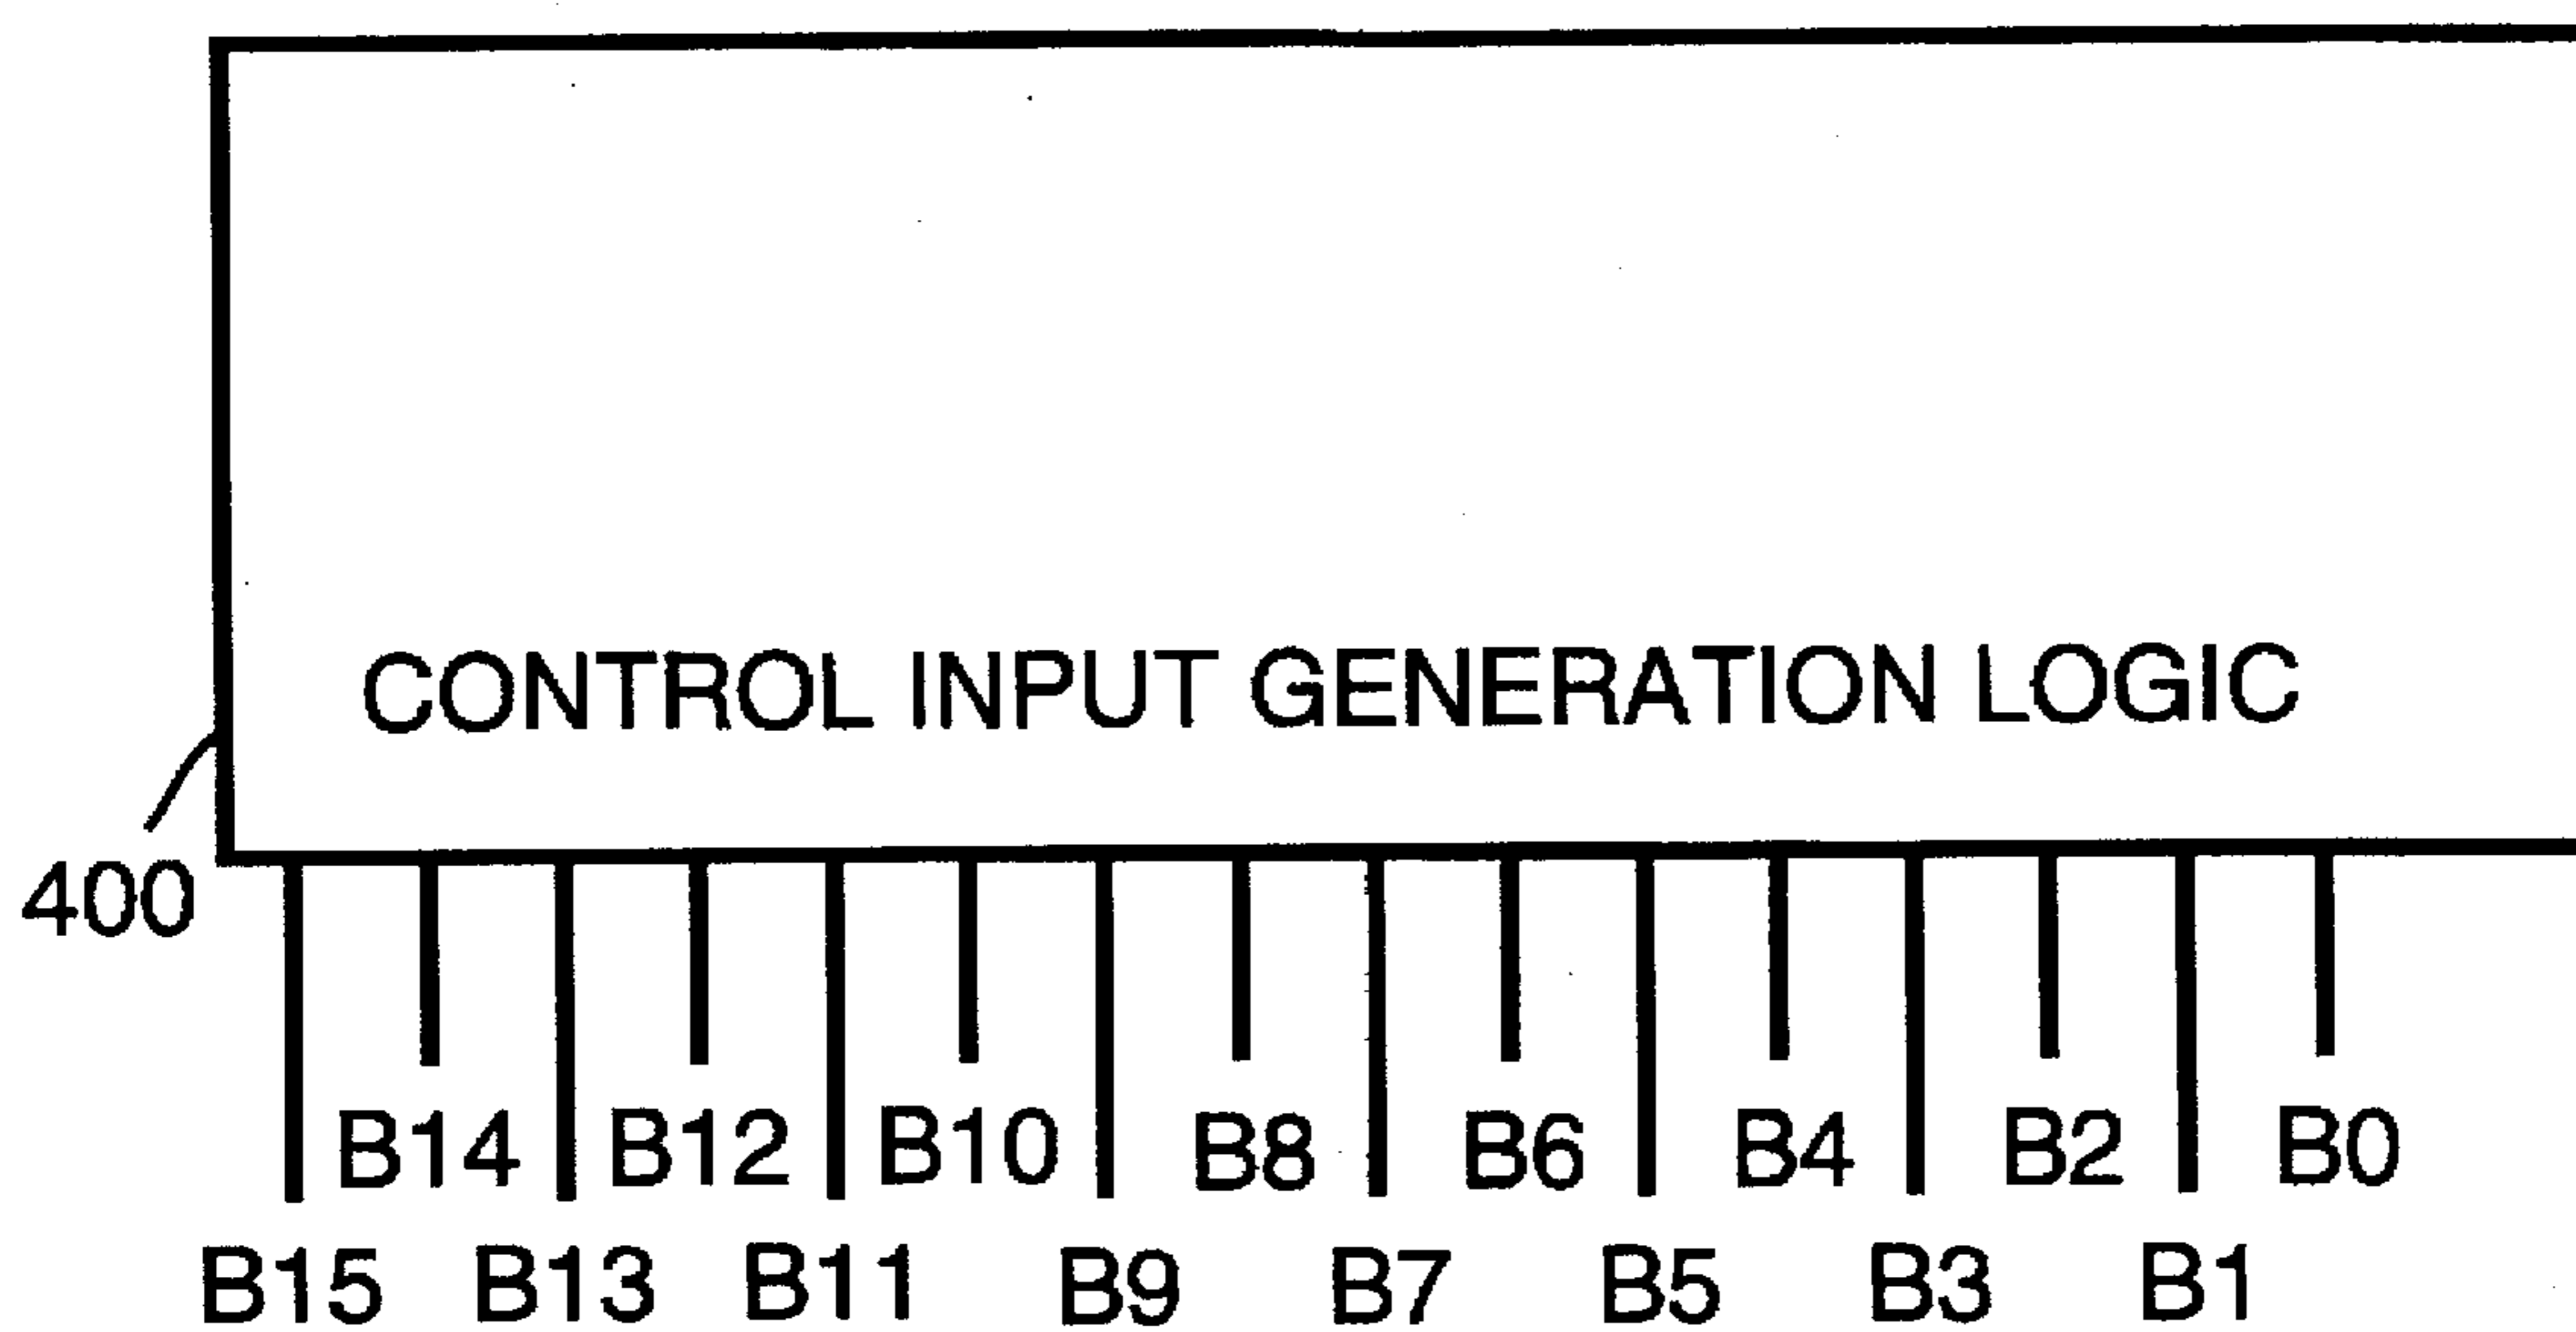 CONTROL INPUT GENERATION LOGIC
400
B14 B12 B10 B8 B6 B4 B2 B0
B15 B13 B11 B9 B7 B5 B3 B1